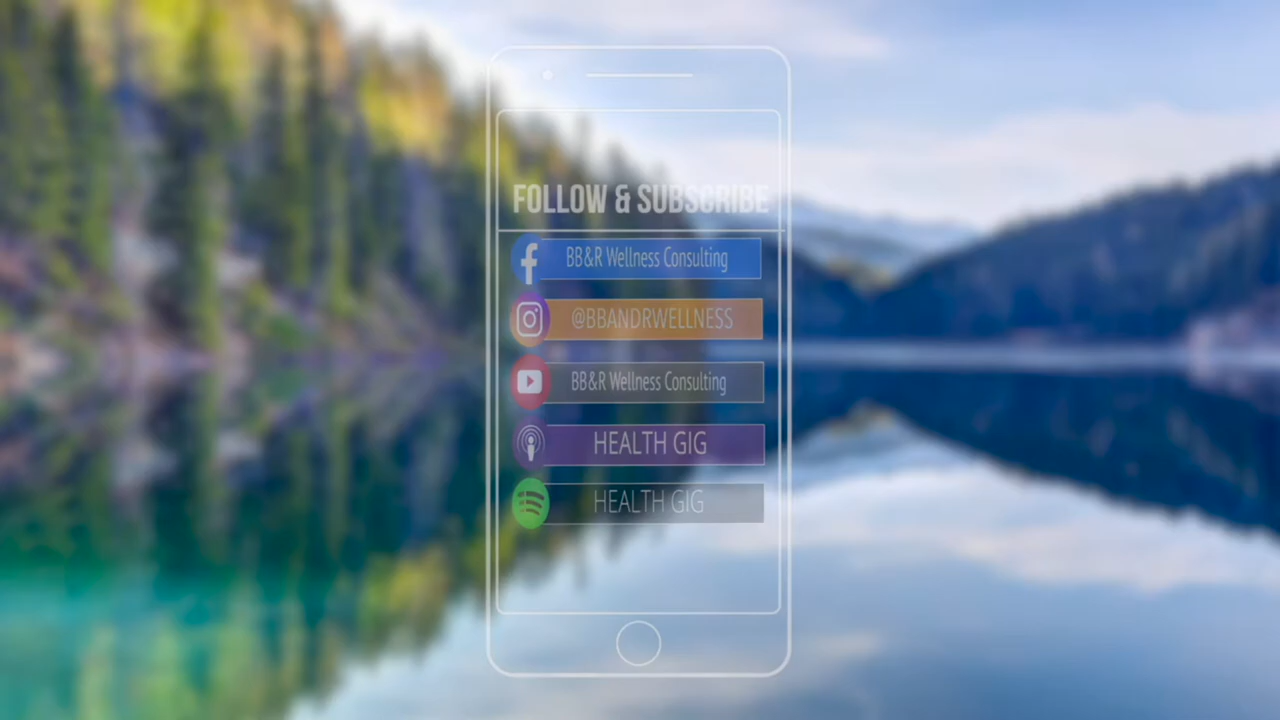 FOLLOW & SUBSCRIBE
BB&R Wellness Consulting
@BBANDRWELLNESS
BB&R Wellness Consulting
HEALTH GIG
HEALTH GIG